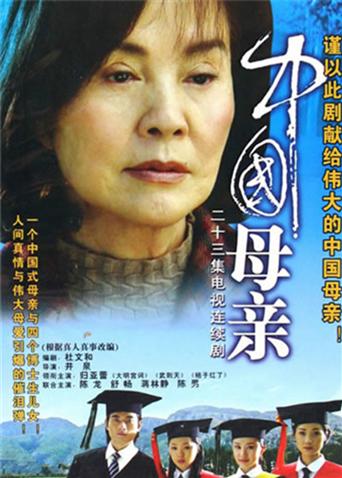 谨以此剧献给伟大的中国母亲！
中國
母亲
二十三集电视连续剧
一个中国式母亲与四个博士生儿女！
人间真情与伟大母爱引爆的催泪弹！
(根据真人真事改编)
编剧：杜文和
导演：井泉
领衔主演：归亚蕾(大明宫词)(武则天)(桔子红了)
联合主演：陈龙 舒畅 蒋林静 陈男